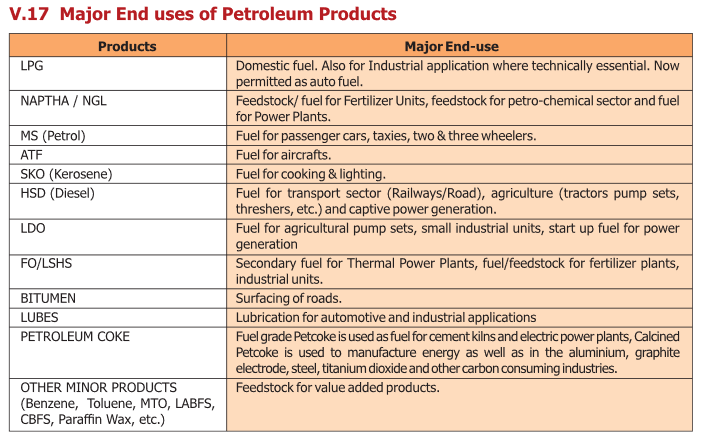 V.17 Major End uses of Petroleum Products
Products Major End-use
LPG Domestic fuel. Also for Industrial application where technically essential. Now
permitted as auto fuel.
NAPTHA / NGL Feedstock/ fuel for Fertilizer Units, feedstock for petro-chemical sector and fuel
for Power Plants.
MS (Petrol) Fuel for passenger cars, taxies, two & three wheelers.
ATF Fuel for aircrafts.
SKO (Kerosene) Fuel for cooking & lighting.
HSD (Diesel) Fuel for transport sector (Railways/Road), agriculture (tractors pump sets,
threshers, etc.) and captive power generation.
LDO Fuel for agricultural pump sets, small industrial units, start up fuel for power
generation
FO/LSHS Secondary fuel for Thermal Power Plants, fuel/feedstock for fertilizer plants,
industrial units.
BITUMEN Surfacing of roads.
LUBES Lubrication for automotive and industrial applications
PETROLEUM COKE Fuel grade Petcoke is used as fuel for cement kilns and electric power plants, Calcined
Petcoke is used to manufacture energy as well as in the aluminium, graphite
electrode, steel, titanium dioxide and other carbon consuming industries.
OTHER MINOR PRODUCTS Feedstock for value added products.
(Benzene, Toluene, MTO, LABFS,
CBFS, Paraffin Wax, etc.)